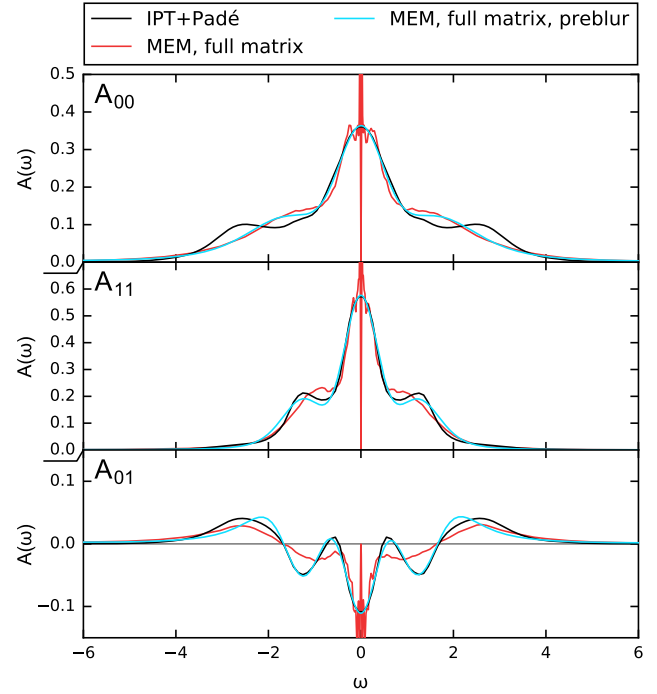 IPT+Padé
MEM, full matrix
MEM, full matrix, preblur
A00
A(ω)
0.5
0.4
0.3
0.2
0.1
0.0
A11
A(ω)
0.6
0.5
0.4
0.3
0.2
0.1
0.0
A01
A(ω)
0.1
0.0
−0.1
−6 −4 −2 0 2 4 6
ω